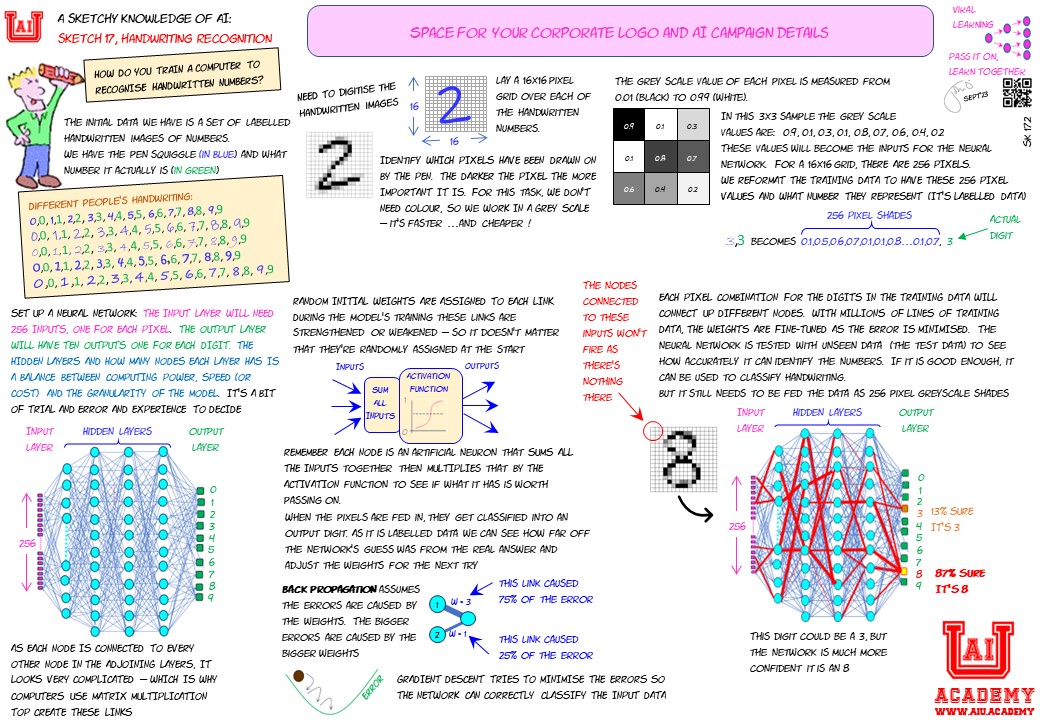 A SKETCHY KNOWLEDGE OF AI:
SKETCH 17, HANDWRITING RECOGNITION
SPACE FOR YOUR CORPORATE LOGO AND AI CAMPAIGN DETAILS
VIRAL
LEARNING
PASS IT ON,
LEARN TOGETHER
SEPT'23
SK 17.2
HOW DO YOU TRAIN A COMPUTER TO
RECOGNISE HANDWRITTEN NUMBERS?
THE INITIAL DATA WE HAVE IS A SET OF LABELLED
HANDWRITTEN IMAGES OF NUMBERS.
WE HAVE THE PEN SQUIGGLE (IN BLUE) AND WHAT
NUMBER IT ACTUALLY IS (IN GREEN)
DIFFERENT PEOPLE'S HANDWRITING:
0,0, 1,1, 2,2, 3,3, 4,4, 5,5, 6,6, 7,7, 8,8, 9,9
0,0, 1,1, 2,2, 3,3, 4,4, 5,5, 6,6, 7,7, 8,8, 9,9
0,0, 1,1, 2,2, 3,3, 4,4, 5,5, 6,6, 7,7, 8,8, 9,9
0,0, 1,1, 2,2, 3,3, 4,4, 5,5, 6,6, 7,7, 8,8, 9,9
0,0, 1,1, 2,2, 3,3, 4,4, 5,5, 6,6, 7,7, 8,8, 9,9
NEED TO DIGITISE THE
HANDWRITTEN IMAGES
16
2
16
LAY A 16X16 PIXEL
GRID OVER EACH OF
THE HANDWRITTEN
NUMBERS.
2
IDENTIFY WHICH PIXELS HAVE BEEN DRAWN ON
BY THE PEN. THE DARKER THE PIXEL THE MORE
IMPORTANT IT IS. FOR THIS TASK, WE DON'T
NEED COLOUR, SO WE WORK IN A GREY SCALE
– IT'S FASTER ...AND CHEAPER !
THE GREY SCALE VALUE OF EACH PIXEL IS MEASURED FROM
0.01 (BLACK) TO 0.99 (WHITE).
0.9 0.1 0.3
0.1 0.8 0.7
0.6 0.4 0.2
IN THIS 3X3 SAMPLE THE GREY SCALE
VALUES ARE: 0.9, 0.1, 0.3, 0.1, 0.8, 0.7, 0.6, 0.4, 0.2
THESE VALUES WILL BECOME THE INPUTS FOR THE NEURAL
NETWORK. FOR A 16X16 GRID, THERE ARE 256 PIXELS.
WE REFORMAT THE TRAINING DATA TO HAVE THESE 256 PIXEL
VALUES AND WHAT NUMBER THEY REPRESENT (IT'S LABELLED DATA)
256 PIXEL SHADES
ACTUAL
DIGIT
3,3 BECOMES 0.1,0.5,0.6,0.7,0.1,0.1,0.8....0.1,0.7, 3
SET UP A NEURAL NETWORK: THE INPUT LAYER WILL NEED
256 INPUTS, ONE FOR EACH PIXEL. THE OUTPUT LAYER
WILL HAVE TEN OUTPUTS ONE FOR EACH DIGIT. THE
HIDDEN LAYERS AND HOW MANY NODES EACH LAYER HAS IS
A BALANCE BETWEEN COMPUTING POWER, SPEED (OR
COST) AND THE GRANULARITY OF THE MODEL. IT'S A BIT
OF TRIAL AND ERROR AND EXPERIENCE TO DECIDE
INPUT
LAYER
HIDDEN LAYERS
OUTPUT
LAYER
256
0
1
2
3
4
5
6
7
8
9
AS EACH NODE IS CONNECTED TO EVERY
OTHER NODE IN THE ADJOINING LAYERS, IT
LOOKS VERY COMPLICATED – WHICH IS WHY
COMPUTERS USE MATRIX MULTIPLICATION
TOP CREATE THESE LINKS
RANDOM INITIAL WEIGHTS ARE ASSIGNED TO EACH LINK
DURING THE MODEL'S TRAINING THESE LINKS ARE
STRENGTHENED OR WEAKENED – SO IT DOESN'T MATTER
THAT THEY'RE RANDOMLY ASSIGNED AT THE START
INPUTS
SUM
ALL
INPUTS
ACTIVATION
FUNCTION
1
0
OUTPUTS
REMEMBER EACH NODE IS AN ARTIFICIAL NEURON THAT SUMS ALL
THE INPUTS TOGETHER THEN MULTIPLIES THAT BY THE
ACTIVATION FUNCTION TO SEE IF WHAT IT HAS IS WORTH
PASSING ON.
WHEN THE PIXELS ARE FED IN, THEY GET CLASSIFIED INTO AN
OUTPUT DIGIT. AS IT IS LABELLED DATA WE CAN SEE HOW FAR OFF
THE NETWORK'S GUESS WAS FROM THE REAL ANSWER AND
ADJUST THE WEIGHTS FOR THE NEXT TRY
BACK PROPAGATION ASSUMES
THE ERRORS ARE CAUSED BY
THE WEIGHTS. THE BIGGER
ERRORS ARE CAUSED BY THE
BIGGER WEIGHTS
1
W = 3
2
W = 1
THIS LINK CAUSED
75% OF THE ERROR
THIS LINK CAUSED
25% OF THE ERROR
ERROR
GRADIENT DESCENT TRIES TO MINIMISE THE ERRORS SO
THE NETWORK CAN CORRECTLY CLASSIFY THE INPUT DATA
THE NODES
CONNECTED
TO THESE
INPUTS WON'T
FIRE AS
THERE'S
NOTHING
THERE
8
EACH PIXEL COMBINATION FOR THE DIGITS IN THE TRAINING DATA WILL
CONNECT UP DIFFERENT NODES. WITH MILLIONS OF LINES OF TRAINING
DATA, THE WEIGHTS ARE FINE-TUNED AS THE ERROR IS MINIMISED. THE
NEURAL NETWORK IS TESTED WITH UNSEEN DATA (THE TEST DATA) TO SEE
HOW ACCURATELY IT CAN IDENTIFY THE NUMBERS. IF IT IS GOOD ENOUGH, IT
CAN BE USED TO CLASSIFY HANDWRITING.
BUT IT STILL NEEDS TO BE FED THE DATA AS 256 PIXEL GREYSCALE SHADES
INPUT
LAYER
HIDDEN LAYERS
OUTPUT
LAYER
256
0
1
2
3
4
5
6
7
8
9
13% SURE
IT'S 3
87% SURE
IT'S 8
THIS DIGIT COULD BE A 3, BUT
THE NETWORK IS MUCH MORE
CONFIDENT IT IS AN 8
AI
ACADEMY
WWW.AIU.ACADEMY